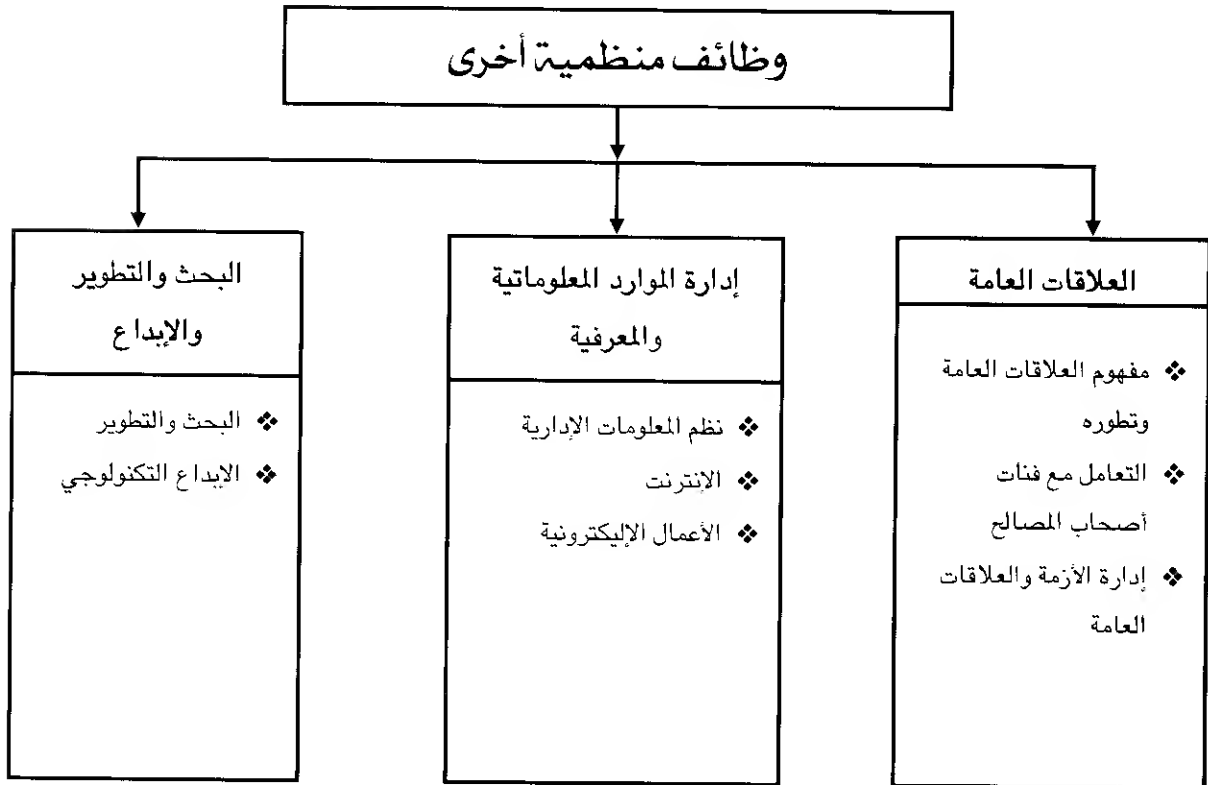 وظائف منظمية أخرى
العلاقات العامة
❖ مفهوم العلاقات العامة
وتطوره
❖ التعامل مع فئات
أصحاب المصالح
❖ إدارة الأزمة والعلاقات
العامة
إدارة الموارد المعلوماتية
والمعرفية
❖ نظم المعلومات الإدارية
❖ الإنترنت
❖ الأعمال الإليكترونية
البحث والتطوير
والإبداع
❖ البحث والتطوير
❖ الإبداع التكنولوجي